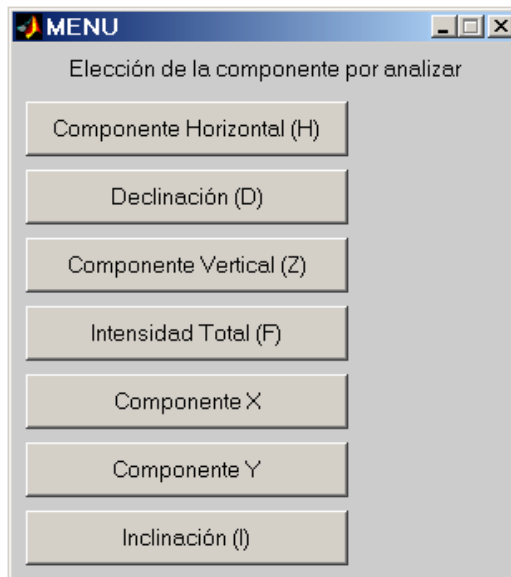 MENU
Elección de la componente por analizar
Componente Horizontal (H)
Declinación (D)
Componente Vertical (Z)
Intensidad Total (F)
Componente X
Componente Y
Inclinación (I)